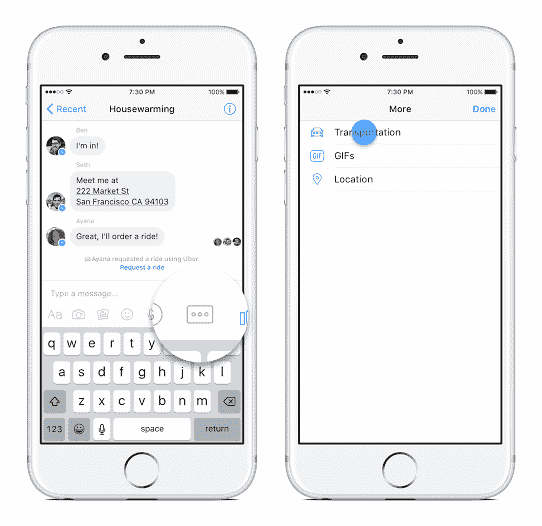 7:30 PM
100%
Recent
Housewarming
Ben
I'm in!
Seth
Meet me at
222 Market St
San Francisco CA 94103
Ayana
Great, I'll order a ride!
Ayana requested a ride using Uber.
Request a ride
Type a message...
Aa
q w e r t y
a s d f g h j k l
z x c v b n m
123
space
return
7:30 PM
100%
More
Done
Transportation
GIF
GIFs
Location